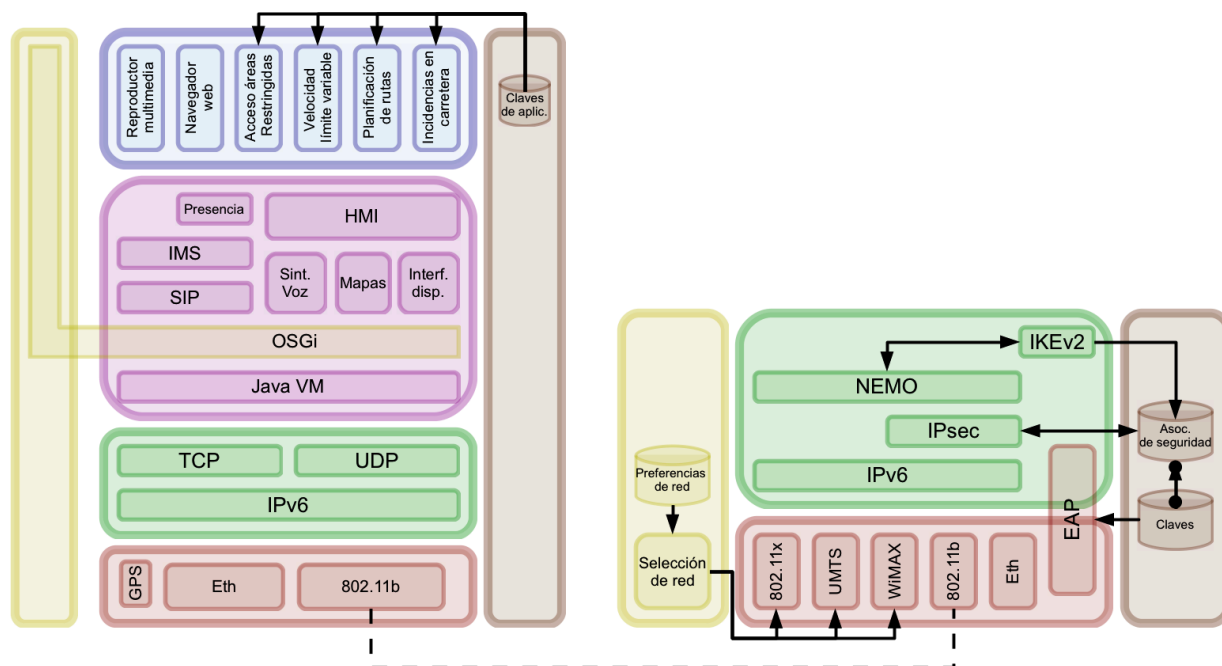 Reproductor
multimedia
Navegador
web
Acceso áreas
Restringidas
Velocidad
límite variable
Planificación
de rutas
Incidencias en
carretera
Claves
de aplic.
Presencia
HMI
IMS
SIP
Sint.
Voz
Mapas
Interf.
disp.
OSGi
Java VM
TCP
UDP
IPv6
GPS
Eth
802.11b
IKEv2
NEMO
IPsec
IPv6
Asoc.
de seguridad
Claves
EAP
Preferencias
de red
Selección
de red
802.11x
UMTS
WiMAX
802.11b
Eth